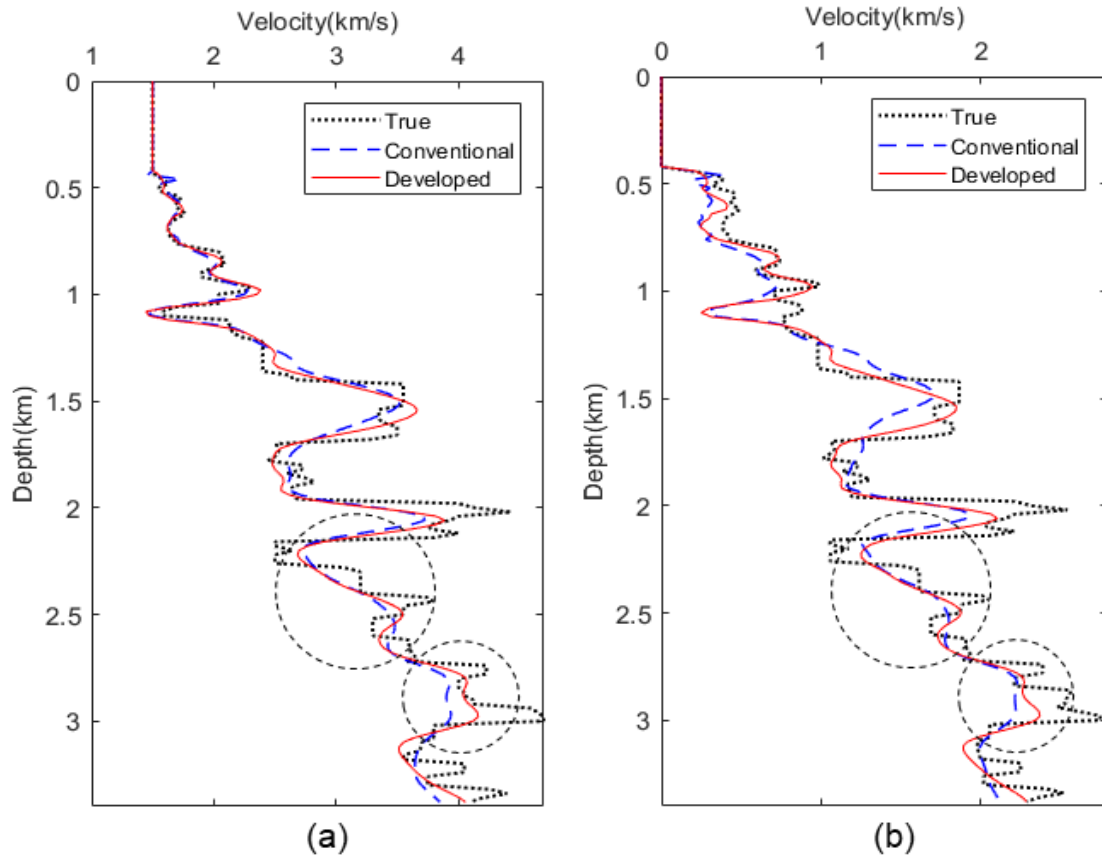 Velocity(km/s)
1 2 3 4
0
True
Conventional
Developed
0.5
1
1.5
2
2.5
3
Depth(km)
(a)
Velocity(km/s)
0 1 2
0
True
Conventional
Developed
0.5
1
1.5
2
2.5
3
Depth(km)
(b)